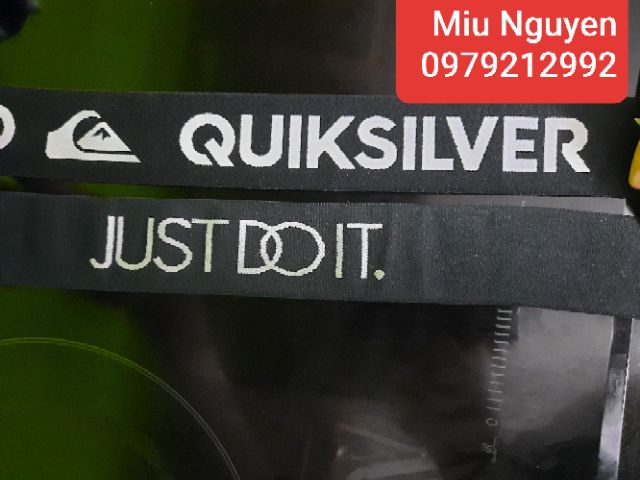 Miu Nguyen
0979212992
QUIKSILVER
JUST DO IT.